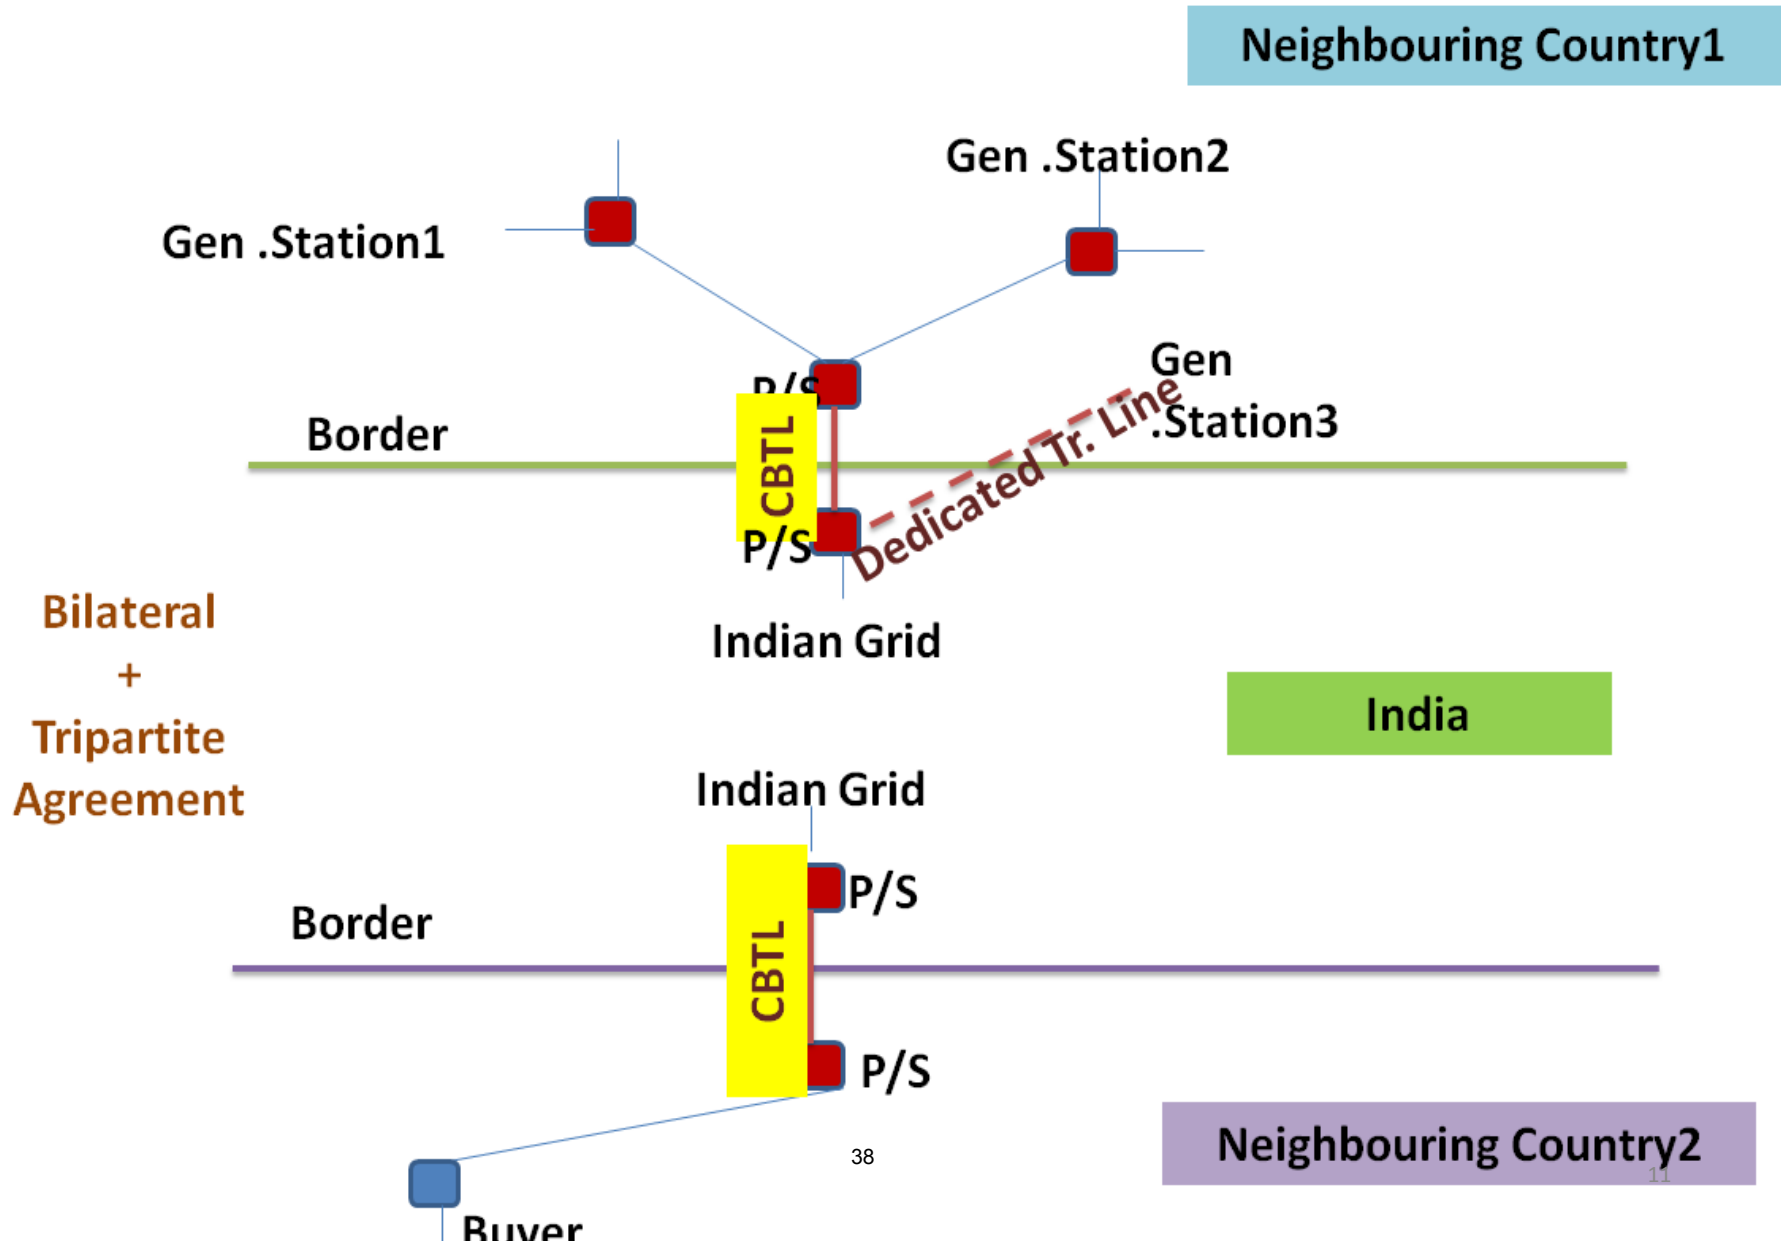 Neighbouring Country1
Gen .Station2
Gen .Station1
Gen
.Station3
P/S
Border
CBTL
Dedicated Tr. Line
P/S
Indian Grid
Bilateral
+
Tripartite
Agreement
India
Indian Grid
P/S
Border
CBTL
P/S
Neighbouring Country2
38
11
Buyer